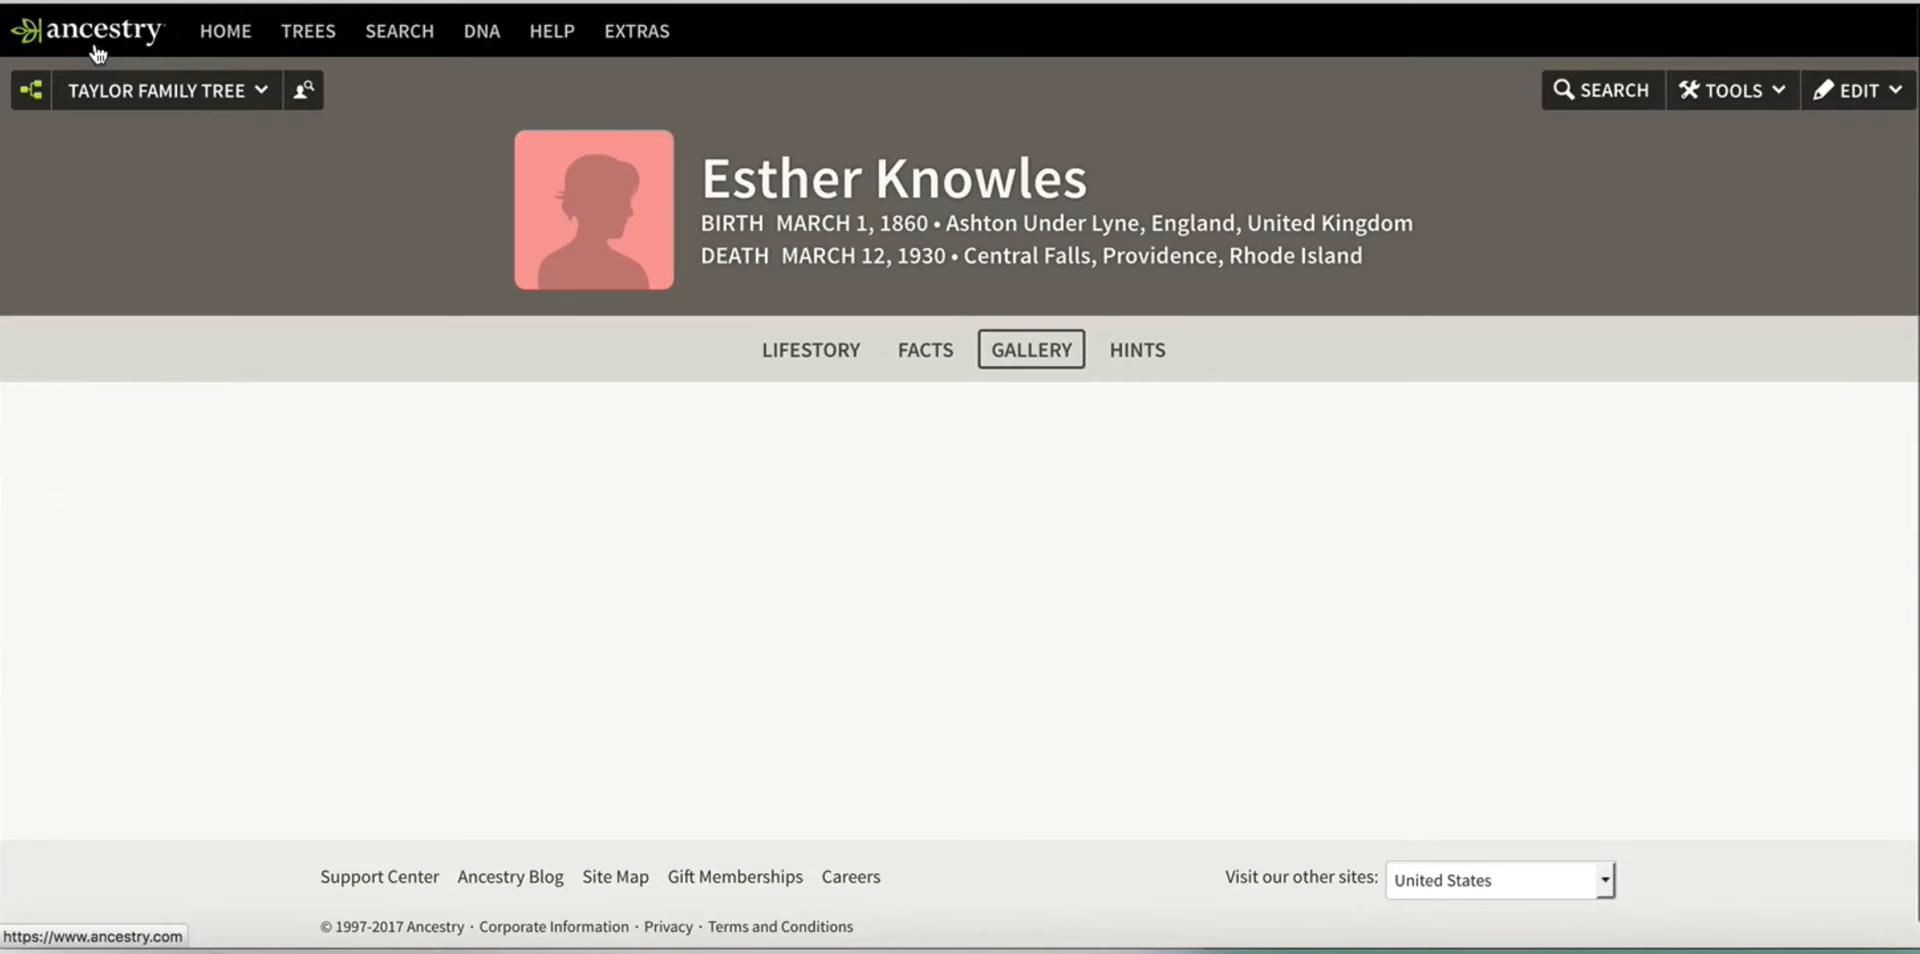 ancestry HOME TREES SEARCH DNA HELP EXTRAS
TAYLOR FAMILY TREE SEARCH TOOLS EDIT
Esther Knowles
BIRTH MARCH 1, 1860 • Ashton Under Lyne, England, United Kingdom
DEATH MARCH 12, 1930 • Central Falls, Providence, Rhode Island
LIFESTORY FACTS GALLERY HINTS
Support Center Ancestry Blog Site Map Gift Memberships Careers Visit our other sites: United States
© 1997-2017 Ancestry · Corporate Information · Privacy · Terms and Conditions
https://www.ancestry.com